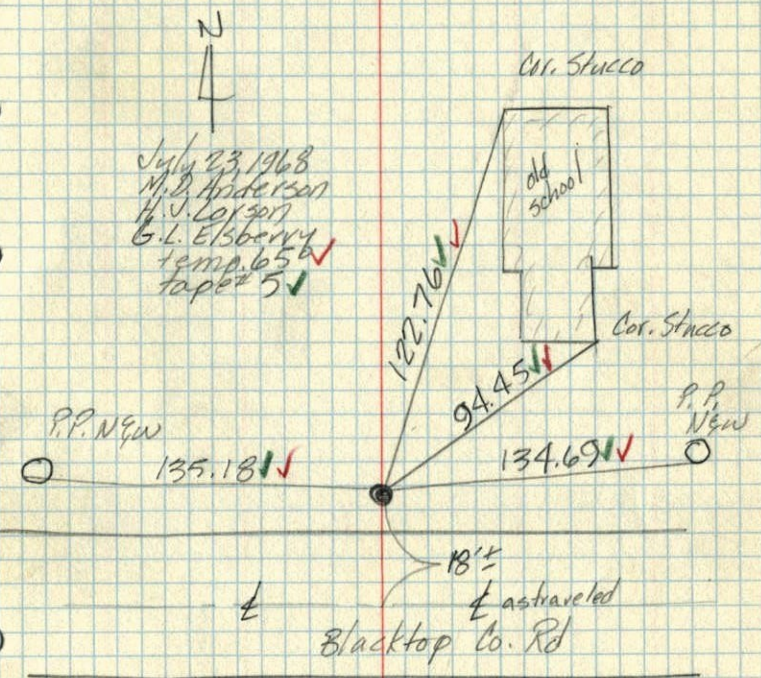 N
Cor. Stucco
July 23, 1968
M.D. Anderson
H.J. Larson
G.L. Elsberry
temp. 65° ✓
tape # 5 ✓
old
school
122.76 ✓✓
Cor. Stucco
94.45 ✓✓
P.P. N&W
135.18 ✓✓
134.69 ✓✓
P.P.
N&W
18'±
℄
℄ as traveled
Blacktop Co. Rd